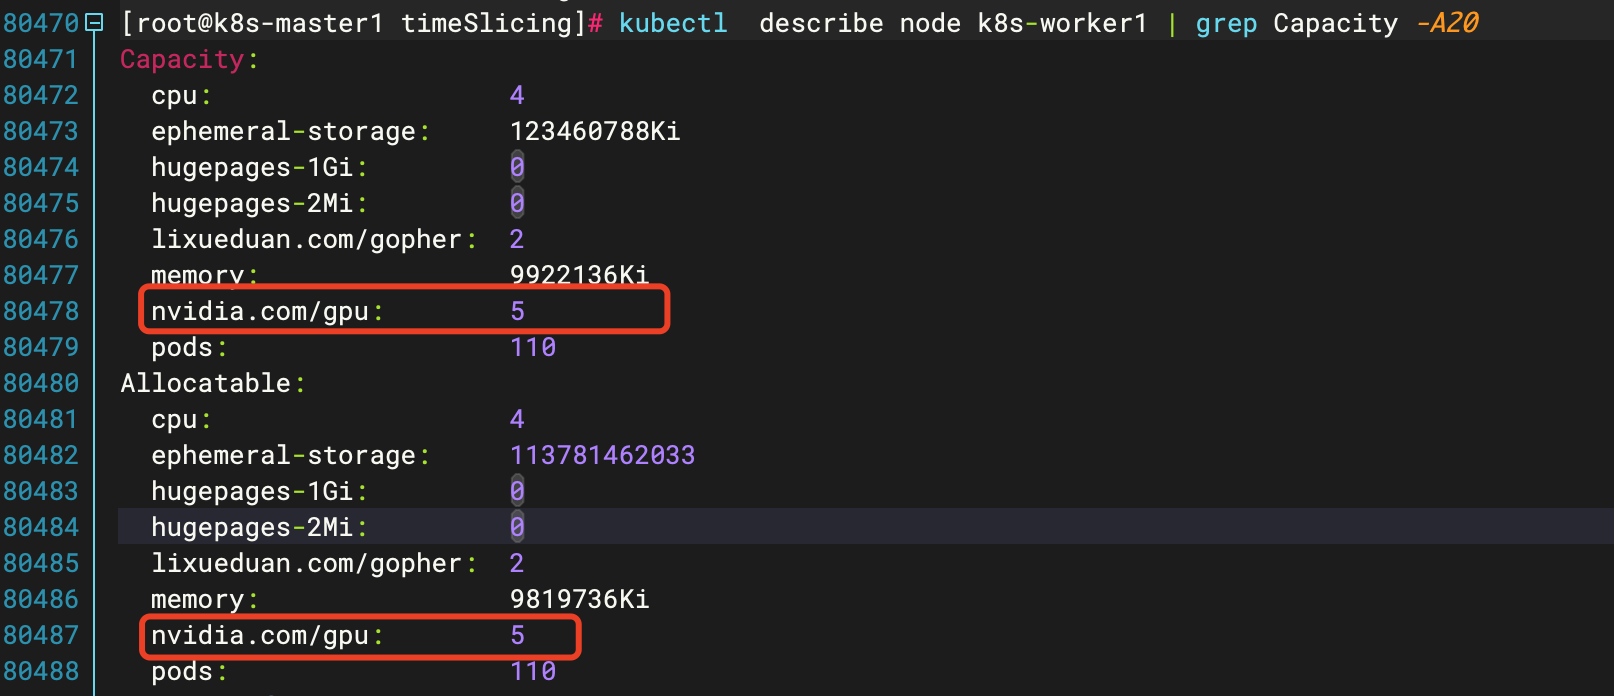 80470 [root@k8s-master1 timeSlicing]# kubectl  describe node k8s-worker1 | grep Capacity -A20
80471 Capacity:
80472   cpu:                    4
80473   ephemeral-storage:      123460788Ki
80474   hugepages-1Gi:          0
80475   hugepages-2Mi:          0
80476   lixueduan.com/gopher:   2
80477   memory:                 9922136Ki
80478   nvidia.com/gpu:         5
80479   pods:                   110
80480 Allocatable:
80481   cpu:                    4
80482   ephemeral-storage:      113781462033
80483   hugepages-1Gi:          0
80484   hugepages-2Mi:          0
80485   lixueduan.com/gopher:   2
80486   memory:                 9819736Ki
80487   nvidia.com/gpu:         5
80488   pods:                   110